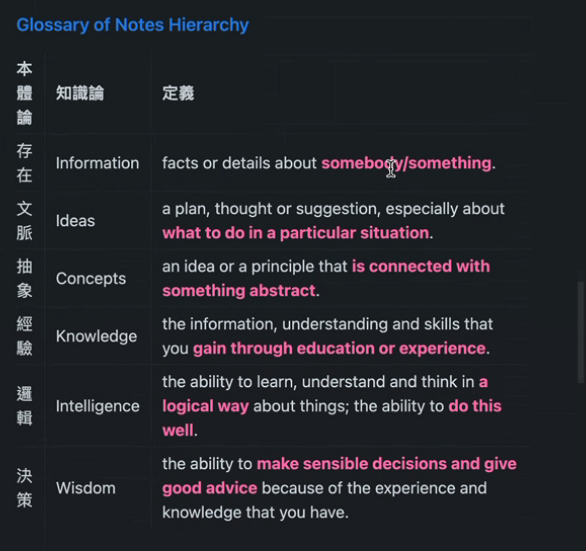 Glossary of Notes Hierarchy
本體論 知識論 定義
存在 Information facts or details about somebody/something.
文脈 Ideas a plan, thought or suggestion, especially about
what to do in a particular situation.
抽象 Concepts an idea or a principle that is connected with
something abstract.
經驗 Knowledge the information, understanding and skills that
you gain through education or experience.
邏輯 Intelligence the ability to learn, understand and think in a
logical way about things; the ability to do this
well.
決策 Wisdom the ability to make sensible decisions and give
good advice because of the experience and
knowledge that you have.